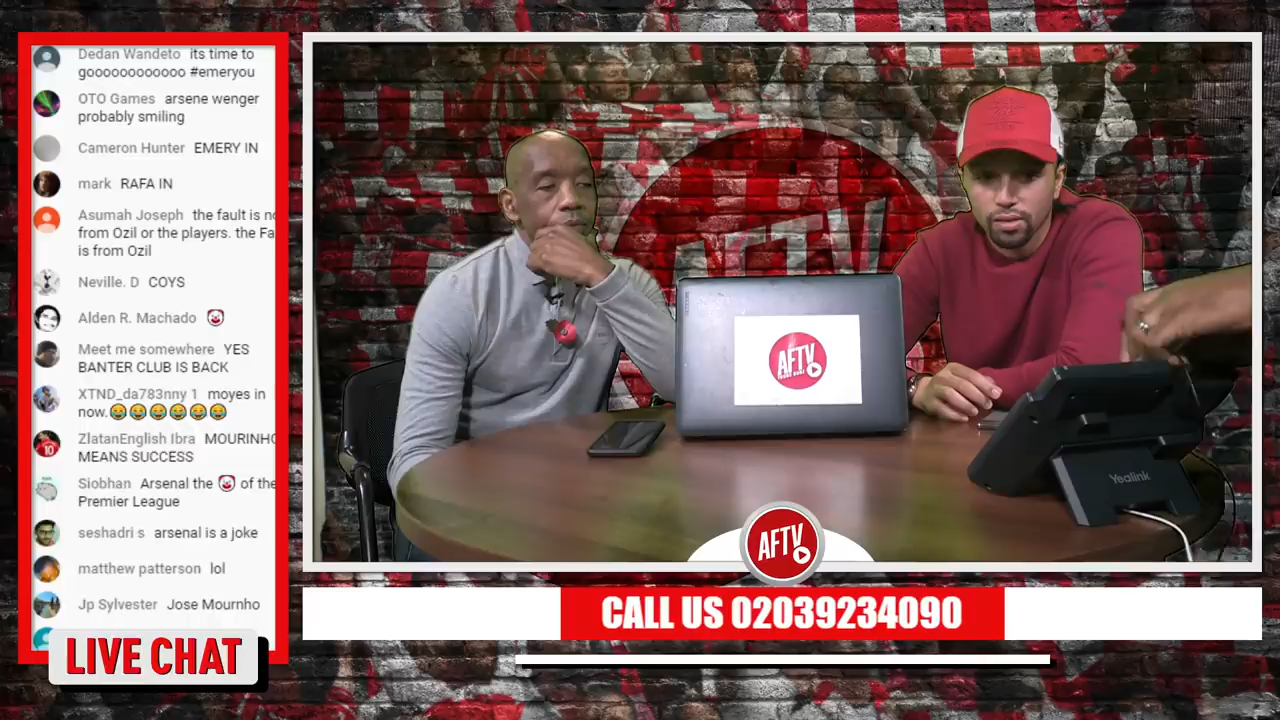 Dedan Wandeto its time to
goooooooooooo #emeryou
OTO Games arsene wenger
probably smiling
Cameron Hunter EMERY IN
mark RAFA IN
Asumah Joseph the fault is no
from Ozil or the players. the Fa
is from Ozil
Neville. D COYS
Alden R. Machado 🤡
Meet me somewhere YES
BANTER CLUB IS BACK
XTND_da783nny 1 moyes in
now.😂😂😂😂😂😂
ZlatanEnglish Ibra MOURINHO
MEANS SUCCESS
Siobhan Arsenal the 🤡 of the
Premier League
seshadri s arsenal is a joke
matthew patterson lol
Jp Sylvester Jose Mournho
LIVE CHAT
AFTV
AFTV
Yealink
AFTV
CALL US 02039234090